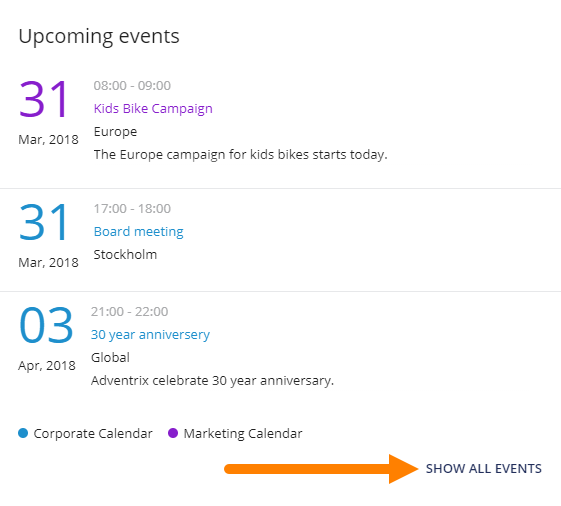 Upcoming events
31
Mar, 2018
08:00 - 09:00
Kids Bike Campaign
Europe
The Europe campaign for kids bikes starts today.
31
Mar, 2018
17:00 - 18:00
Board meeting
Stockholm
03
Apr, 2018
21:00 - 22:00
30 year anniversery
Global
Adventrix celebrate 30 year anniversary.
Corporate Calendar Marketing Calendar
SHOW ALL EVENTS